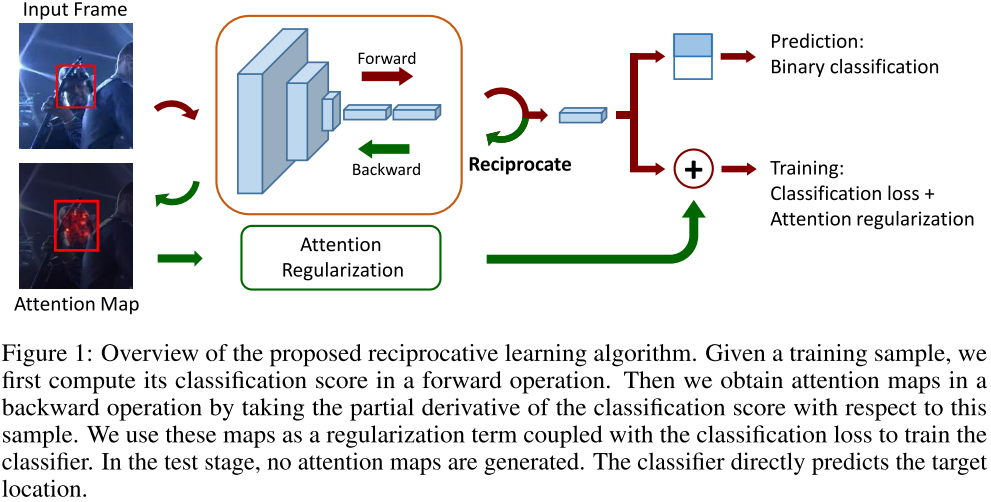 Input Frame
Forward
Backward
Reciprocate
Prediction:
Binary classification
+
Training:
Classification loss +
Attention regularization
Attention
Regularization
Attention Map
Figure 1: Overview of the proposed reciprocative learning algorithm. Given a training sample, we
first compute its classification score in a forward operation. Then we obtain attention maps in a
backward operation by taking the partial derivative of the classification score with respect to this
sample. We use these maps as a regularization term coupled with the classification loss to train the
classifier. In the test stage, no attention maps are generated. The classifier directly predicts the target
location.